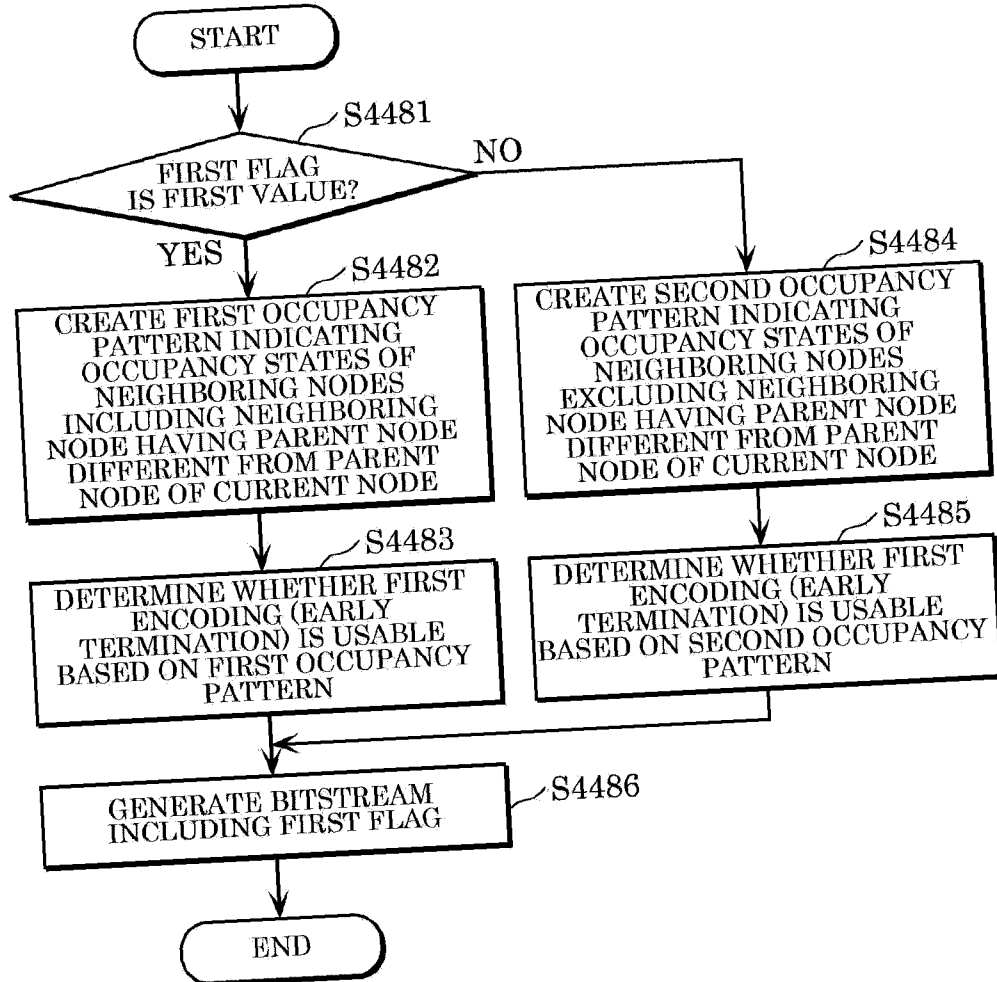 START
S4481
FIRST FLAG
IS FIRST VALUE?
NO
YES
S4482
CREATE FIRST OCCUPANCY
PATTERN INDICATING
OCCUPANCY STATES OF
NEIGHBORING NODES
INCLUDING NEIGHBORING
NODE HAVING PARENT NODE
DIFFERENT FROM PARENT
NODE OF CURRENT NODE
S4484
CREATE SECOND OCCUPANCY
PATTERN INDICATING
OCCUPANCY STATES OF
NEIGHBORING NODES
EXCLUDING NEIGHBORING
NODE HAVING PARENT NODE
DIFFERENT FROM PARENT
NODE OF CURRENT NODE
S4483
DETERMINE WHETHER FIRST
ENCODING (EARLY
TERMINATION) IS USABLE
BASED ON FIRST OCCUPANCY
PATTERN
S4485
DETERMINE WHETHER FIRST
ENCODING (EARLY
TERMINATION) IS USABLE
BASED ON SECOND OCCUPANCY
PATTERN
S4486
GENERATE BITSTREAM
INCLUDING FIRST FLAG
END